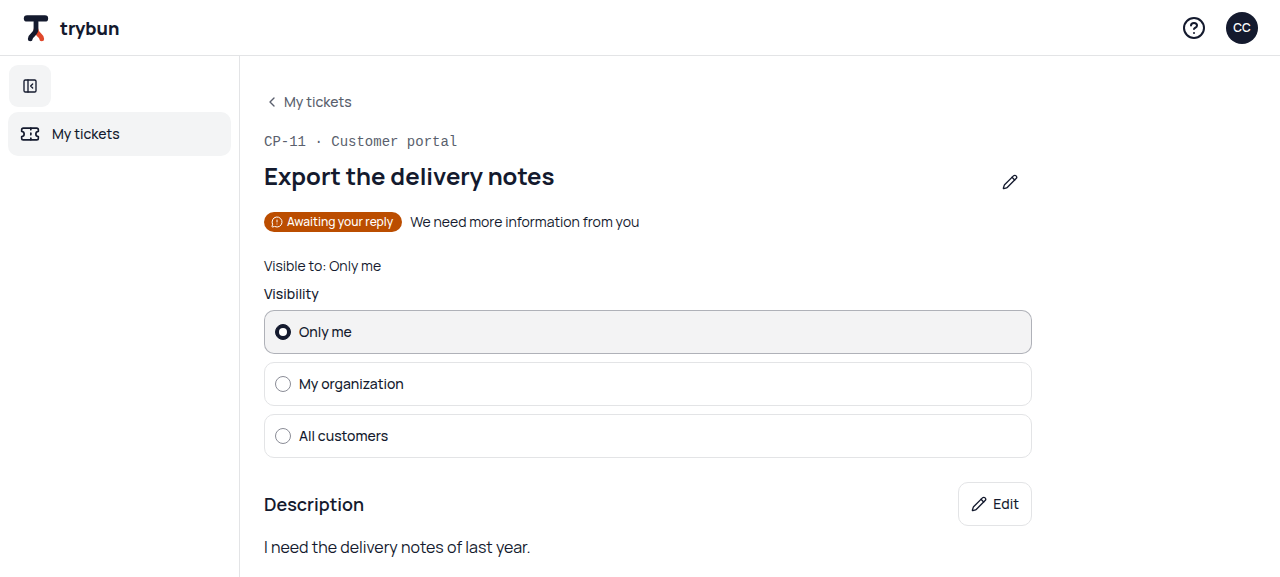 trybun
CC
My tickets
My tickets
CP-11 · Customer portal
Export the delivery notes
Awaiting your reply We need more information from you
Visible to: Only me
Visibility
Only me
My organization
All customers
Description
Edit
I need the delivery notes of last year.